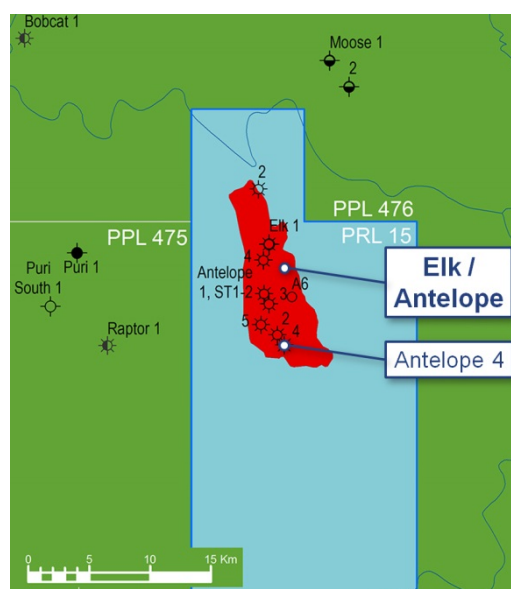 Bobcat 1
Moose 1
2
2
PPL 476
PPL 475
PRL 15
Elk 1
4
Elk /
Antelope
Puri
South 1
Puri 1
Antelope
1, ST1-2
A6
3
5
2
4
Raptor 1
Antelope 4
0
5
10
15 Km